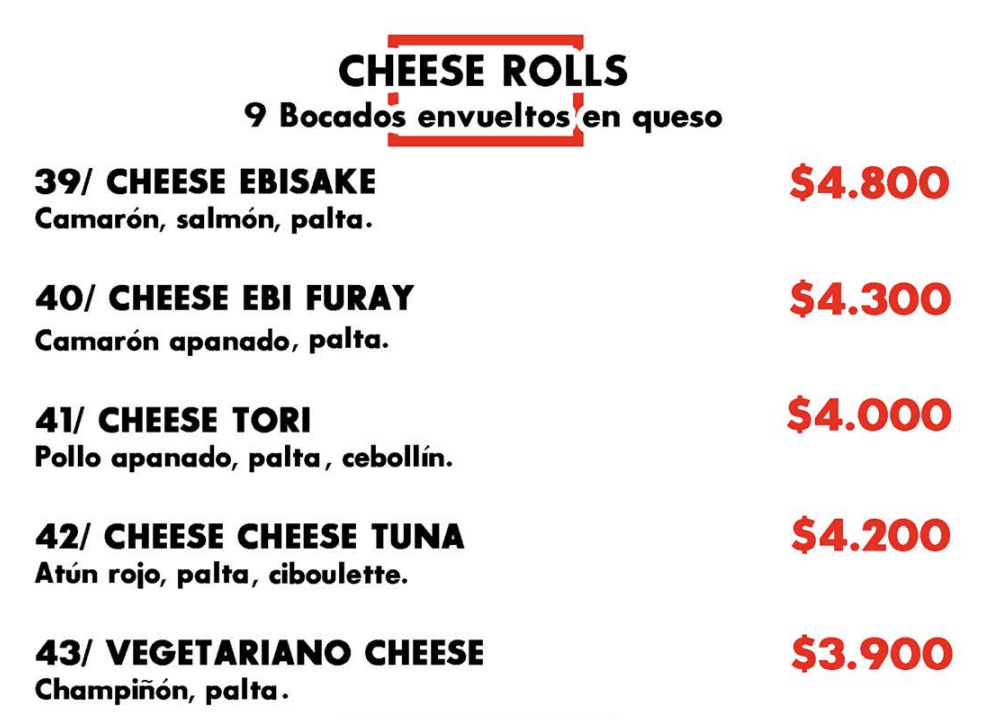 CHEESE ROLLS
9 Bocados envueltos en queso
39/ CHEESE EBISAKE $4.800
Camarón, salmón, palta.
40/ CHEESE EBI FURAY $4.300
Camarón apanado, palta.
41/ CHEESE TORI $4.000
Pollo apanado, palta, cebollín.
42/ CHEESE CHEESE TUNA $4.200
Atún rojo, palta, ciboulette.
43/ VEGETARIANO CHEESE $3.900
Champiñón, palta.